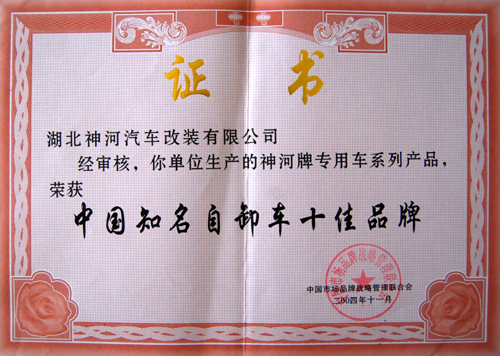 证书
湖北神河汽车改装有限公司
经审核,你单位生产的神河牌专用车系列产品,
荣获
中国知名自卸车十佳品牌
中国市场品牌战略管理联合会
二00四年十一月